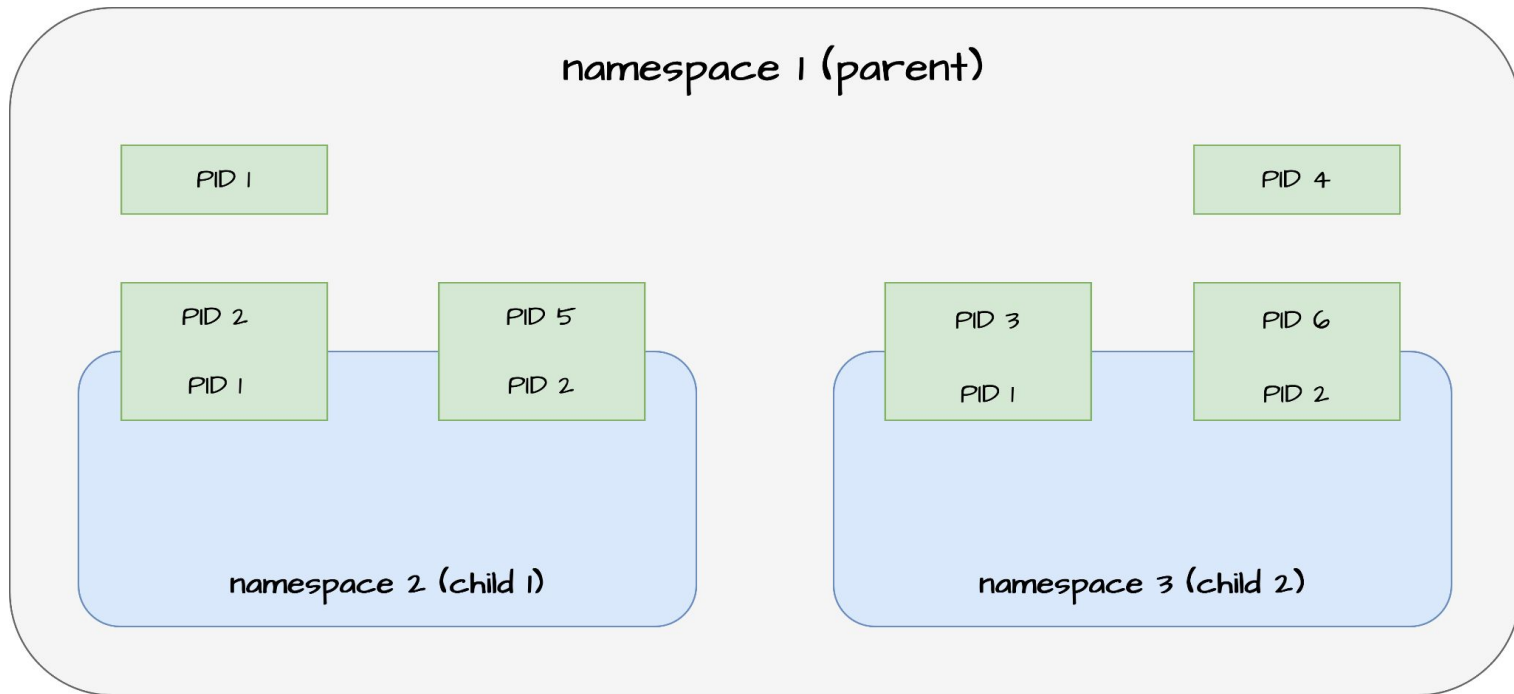 namespace 1 (parent)
PID 1
PID 4
PID 2
PID 1
PID 5
PID 2
PID 3
PID 1
PID 6
PID 2
namespace 2 (child 1)
namespace 3 (child 2)